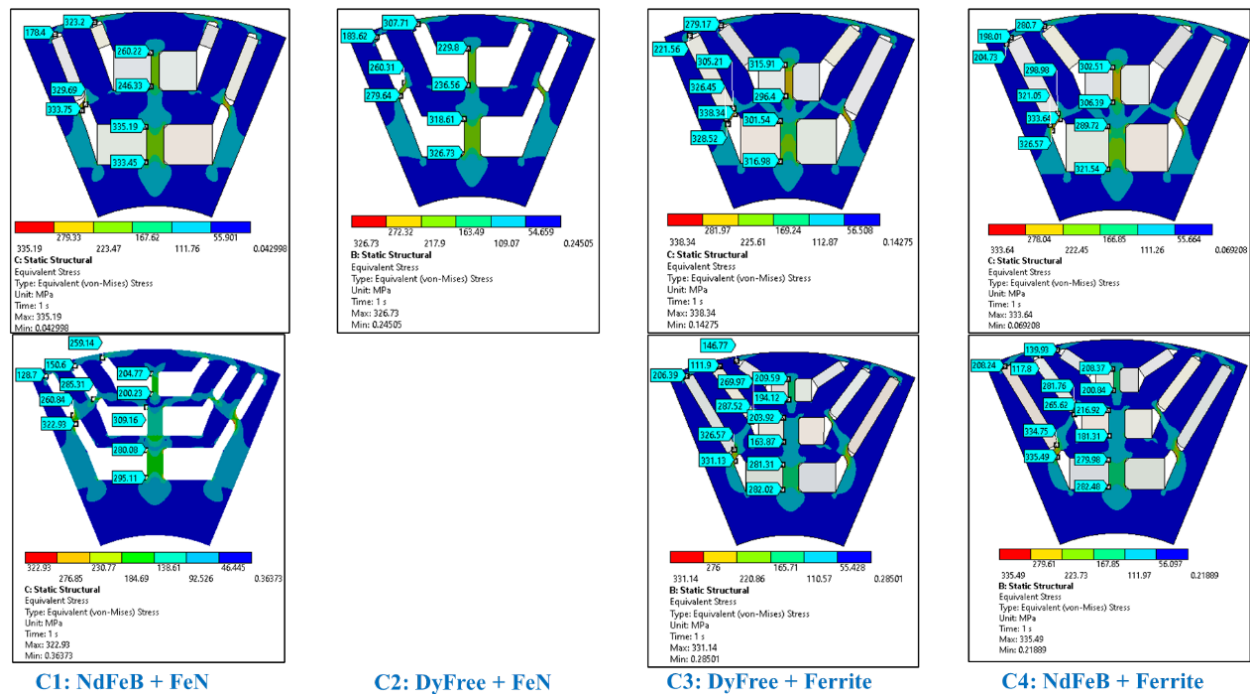 323.2
178.4
260.22
246.33
329.69
333.75
335.19
333.45
335.19
279.33
223.47
167.62
111.76
55.901
0.042998
C: Static Structural
Equivalent Stress
Type: Equivalent (von-Mises) Stress
Unit: MPa
Time: 1 s
Max: 335.19
Min: 0.042998
307.71
183.62
229.8
260.31
236.56
279.64
318.61
326.73
326.73
272.32
217.9
163.49
109.07
54.659
0.24505
B: Static Structural
Equivalent Stress
Type: Equivalent (von-Mises) Stress
Unit: MPa
Time: 1 s
Max: 326.73
Min: 0.24505
279.17
221.56
305.21
315.91
326.45
296.4
338.34
301.54
328.52
316.98
338.34
281.97
225.61
169.24
112.87
56.508
0.14275
C: Static Structural
Equivalent Stress
Type: Equivalent (von-Mises) Stress
Unit: MPa
Time: 1 s
Max: 338.34
Min: 0.14275
280.7
198.01
204.73
298.98
302.51
321.05
306.39
333.64
289.72
326.57
321.54
333.64
278.04
222.45
166.85
111.26
55.664
0.069208
C: Static Structural
Equivalent Stress
Type: Equivalent (von-Mises) Stress
Unit: MPa
Time: 1 s
Max: 333.64
Min: 0.069208
259.14
150.6
128.7
204.77
285.31
200.23
260.84
309.16
322.93
280.08
295.11
322.93
276.85
230.77
184.69
138.61
92.526
46.445
0.36373
C: Static Structural
Equivalent Stress
Type: Equivalent (von-Mises) Stress
Unit: MPa
Time: 1 s
Max: 322.93
Min: 0.36373
146.77
111.9
206.39
269.97
209.59
194.12
287.52
203.92
326.57
163.87
331.13
281.31
282.02
331.14
276
220.86
165.71
110.57
55.428
0.28501
B: Static Structural
Equivalent Stress
Type: Equivalent (von-Mises) Stress
Unit: MPa
Time: 1 s
Max: 331.14
Min: 0.28501
139.93
208.24
117.8
208.37
281.76
200.84
265.62
216.92
334.75
181.31
335.49
279.98
282.48
335.49
279.61
223.73
167.85
111.97
56.097
0.21889
B: Static Structural
Equivalent Stress
Type: Equivalent (von-Mises) Stress
Unit: MPa
Time: 1 s
Max: 335.49
Min: 0.21889
C1: NdFeB + FeN
C2: DyFree + FeN
C3: DyFree + Ferrite
C4: NdFeB + Ferrite